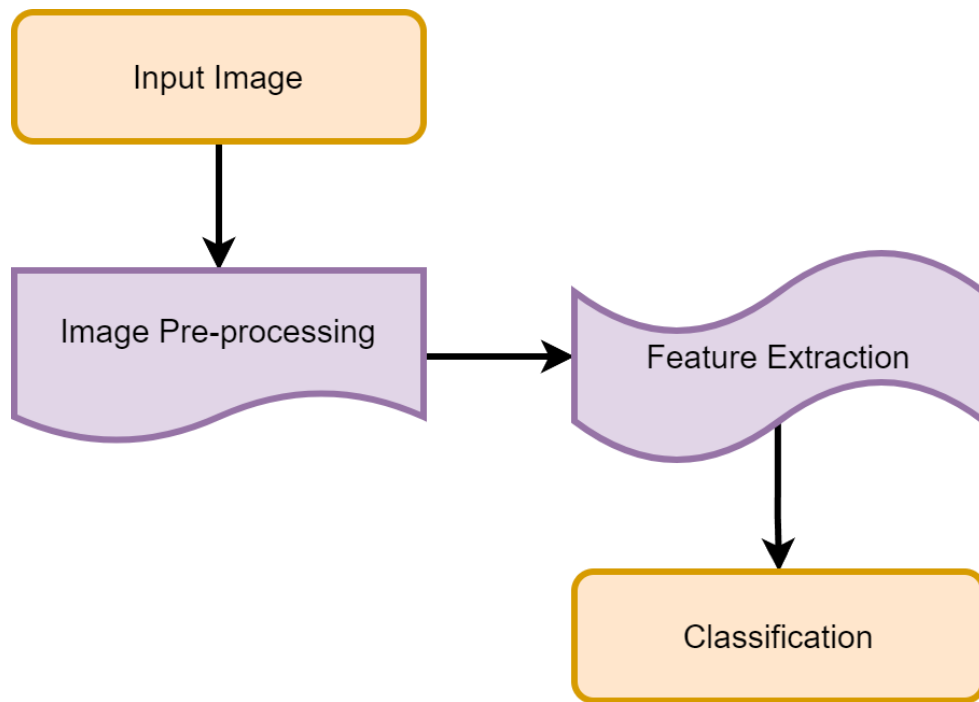 Input Image
Image Pre-processing
Feature Extraction
Classification